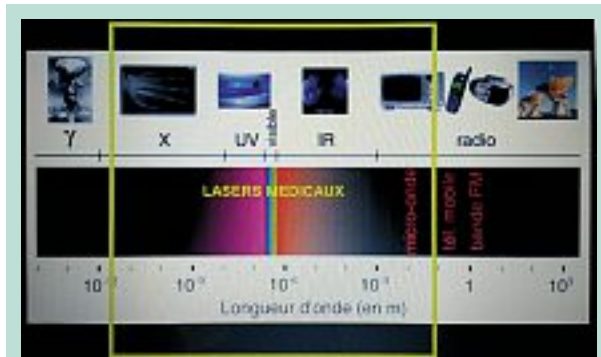 γ X UV visible IR radio
LASERS MEDICAUX
micro-onde
tél. mobile
bande FM
1
Longueur d'onde (en m)